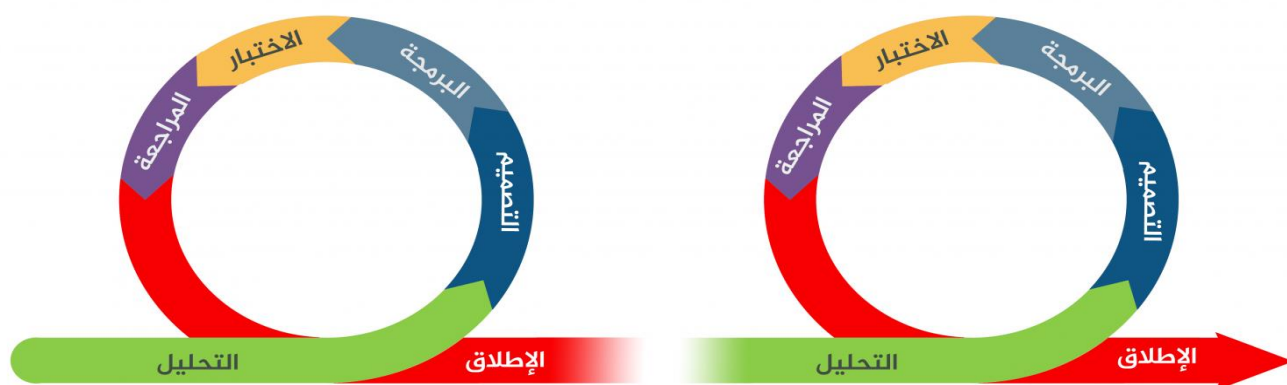 التحليل
التصميم
البرمجة
الاختبار
المراجعة
الإطلاق
التحليل
التصميم
البرمجة
الاختبار
المراجعة
الإطلاق